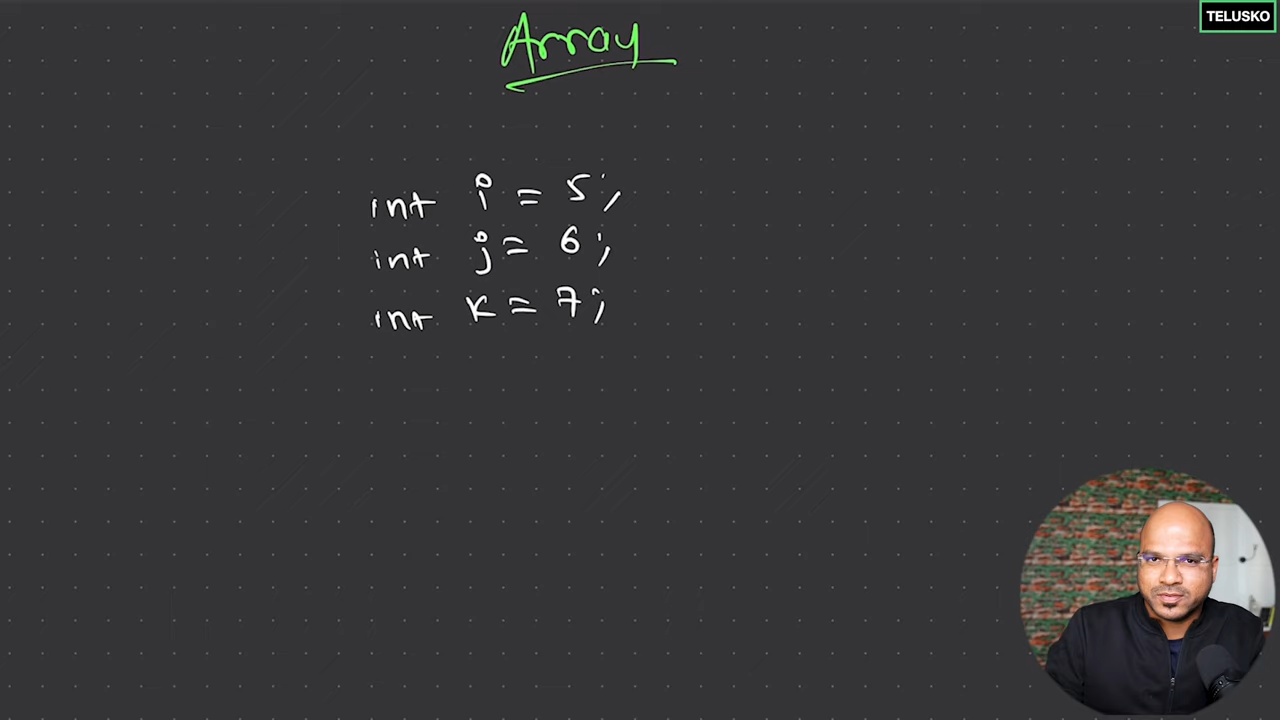 TELUSKO
Array
int i = 5;
int j = 6;
int k = 7;